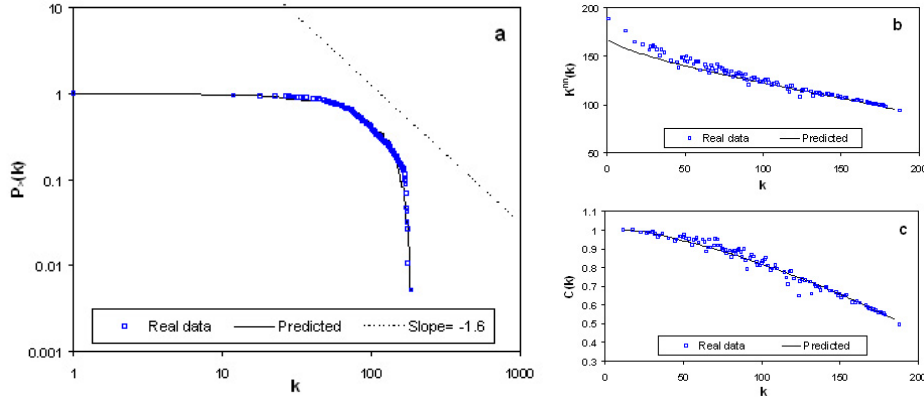 a
10
1
0.1
0.01
0.001
P>(k)
Real data
Predicted
Slope= -1.6
1
10
100
1000
k
b
200
150
100
50
K^nn(k)
Real data
Predicted
0
50
100
150
200
k
c
1.1
1
0.9
0.8
0.7
0.6
0.5
0.4
0.3
C(k)
Real data
Predicted
0
50
100
150
200
k